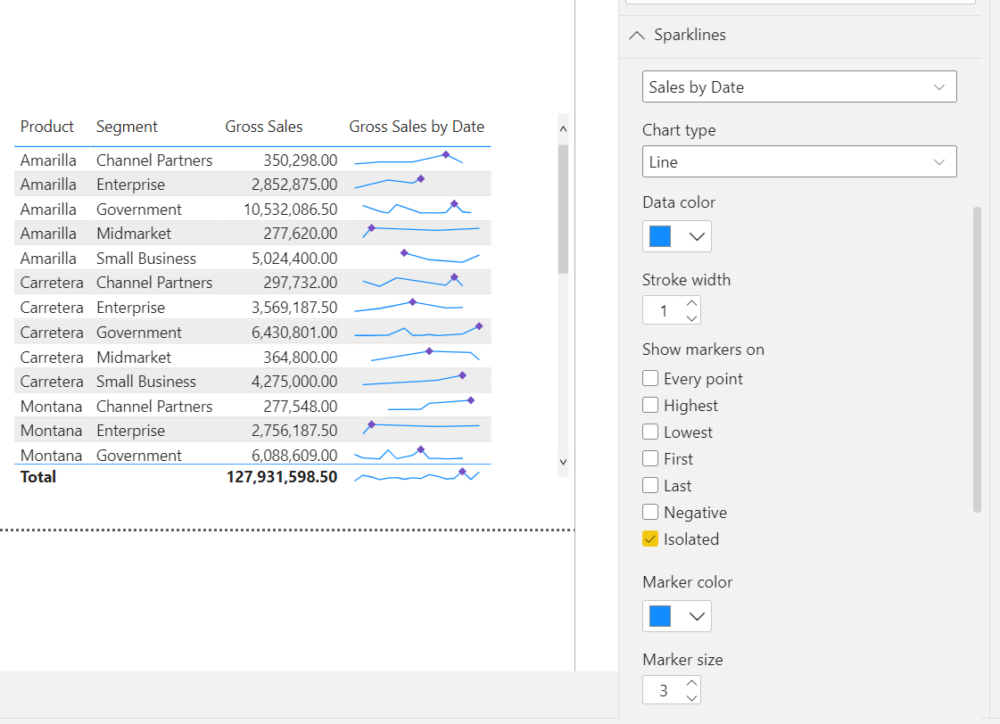 Product Segment Gross Sales Gross Sales by Date
Amarilla Channel Partners 350,298.00
Amarilla Enterprise 2,852,875.00
Amarilla Government 10,532,086.50
Amarilla Midmarket 277,620.00
Amarilla Small Business 5,024,400.00
Carretera Channel Partners 297,732.00
Carretera Enterprise 3,569,187.50
Carretera Government 6,430,801.00
Carretera Midmarket 364,800.00
Carretera Small Business 4,275,000.00
Montana Channel Partners 277,548.00
Montana Enterprise 2,756,187.50
Montana Government 6,088,609.00
Total 127,931,598.50
Sparklines
Sales by Date
Chart type
Line
Data color
Stroke width
1
Show markers on
Every point
Highest
Lowest
First
Last
Negative
Isolated
Marker color
Marker size
3